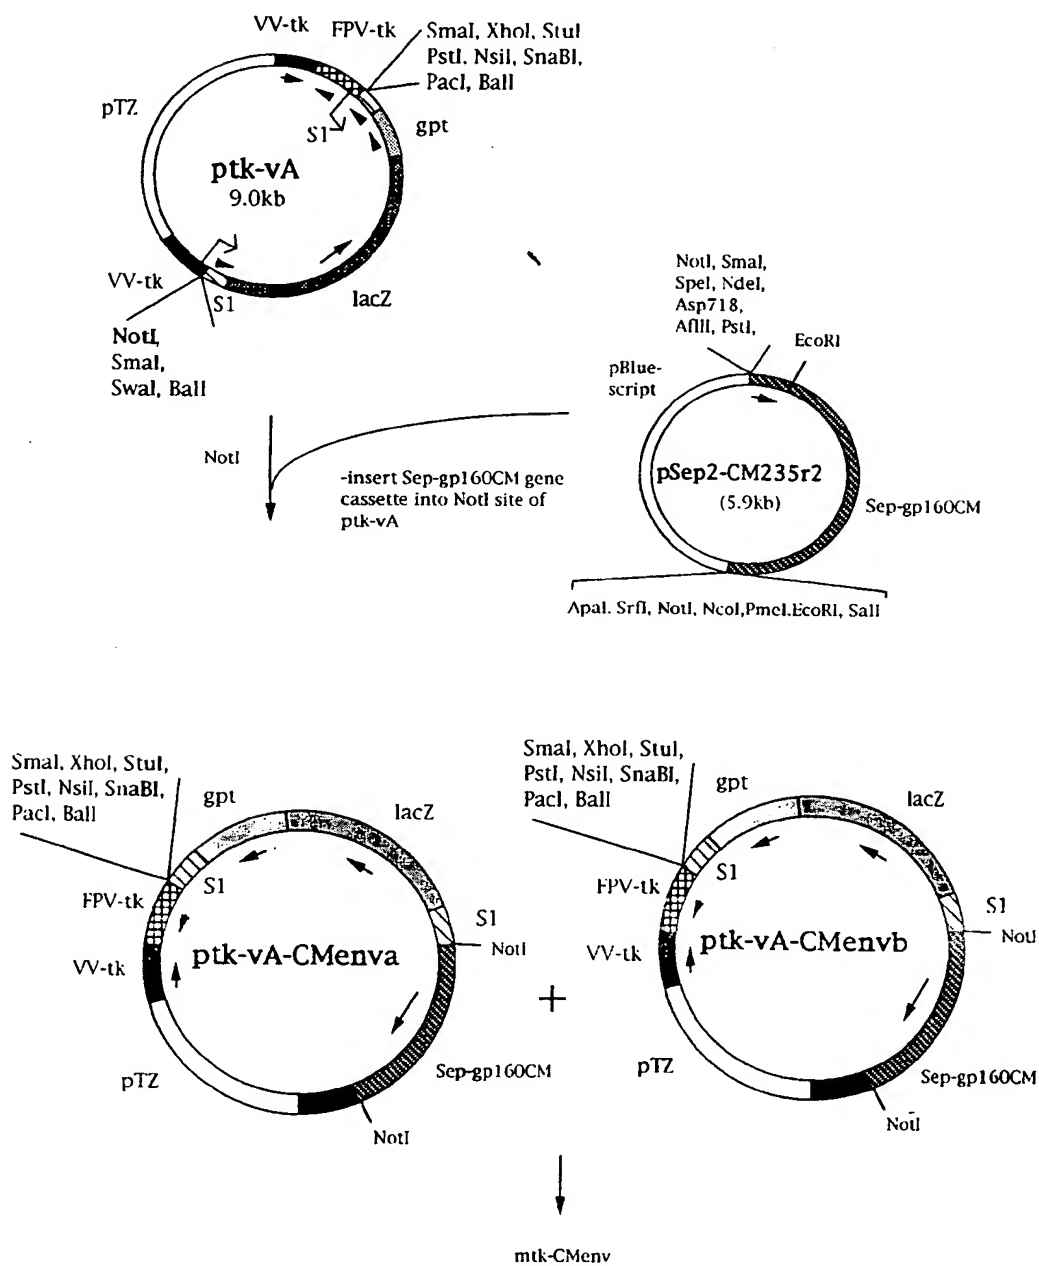 VV-tk
FPV-tk
SmaI, XhoI, StuI
PstI, NsiI, SnaBI,
PacI, BalI
pTZ
S1
gpt
ptk-vA
9.0kb
VV-tk
S1
lacZ
NotI,
SmaI,
SwaI, BalI
NotI, SmaI,
SpeI, NdeI,
Asp718,
AflII, PstI,
EcoRI
pBlue-
script
NotI
-insert Sep-gp160CM gene
cassette into NotI site of
ptk-vA
pSep2-CM235r2
(5.9kb)
Sep-gp160CM
ApaI. SrfI, NotI, NcoI,PmeI.EcoRI, SalI
SmaI, XhoI, StuI,
PstI, NsiI, SnaBI,
PacI, BalI
gpt
lacZ
S1
FPV-tk
S1
NotI
VV-tk
ptk-vA-CMenva
pTZ
Sep-gp160CM
NotI
+
SmaI, XhoI, StuI,
PstI, NsiI, SnaBI,
PacI, BalI
gpt
lacZ
S1
FPV-tk
S1
NotI
VV-tk
ptk-vA-CMenvb
pTZ
Sep-gp160CM
NotI
mtk-CMenv